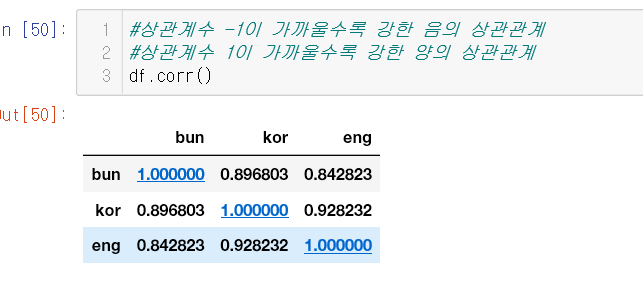 n [50]:
1 #상관계수 -1이 가까울수록 강한 음의 상관관계
2 #상관계수 1이 가까울수록 강한 양의 상관관계
3 df.corr()
ut[50]:
bun kor eng
bun 1.000000 0.896803 0.842823
kor 0.896803 1.000000 0.928232
eng 0.842823 0.928232 1.000000